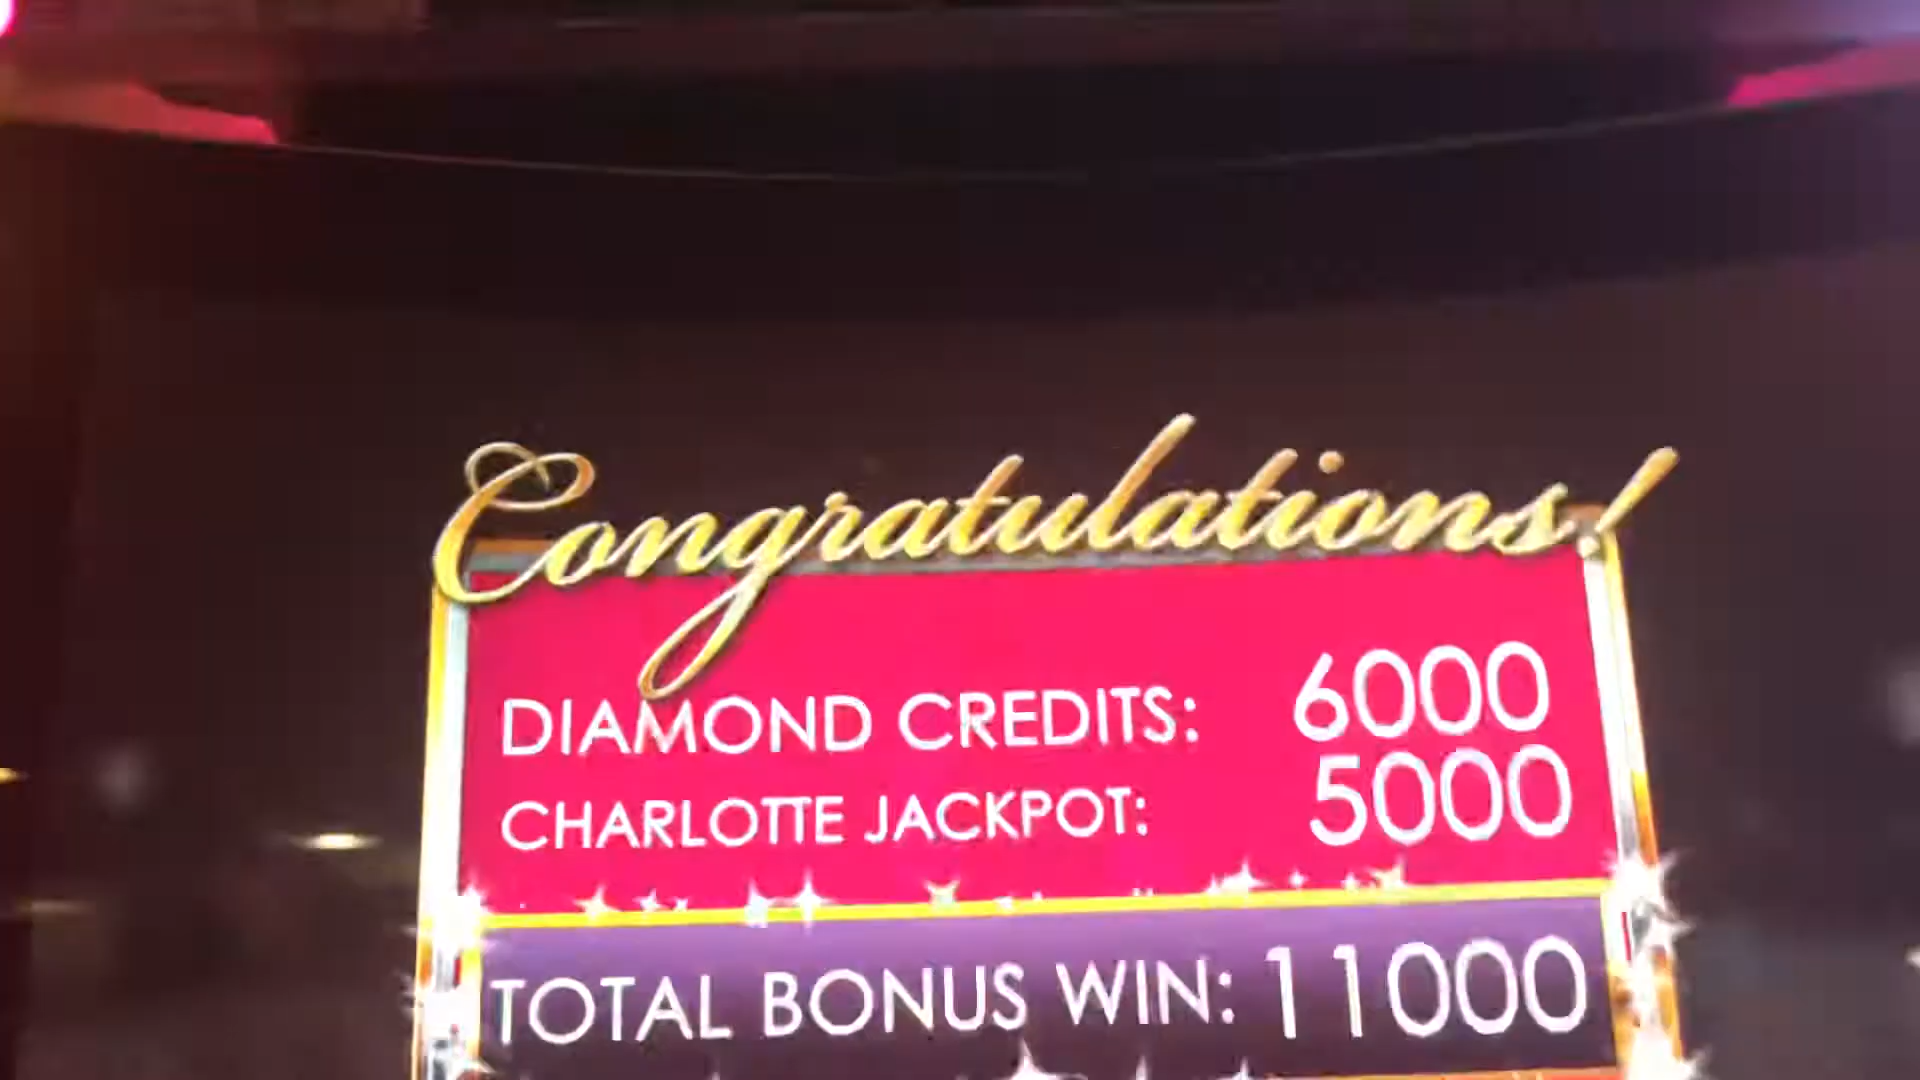 Congratulations!
DIAMOND CREDITS: 6000
CHARLOTTE JACKPOT: 5000
TOTAL BONUS WIN: 11000